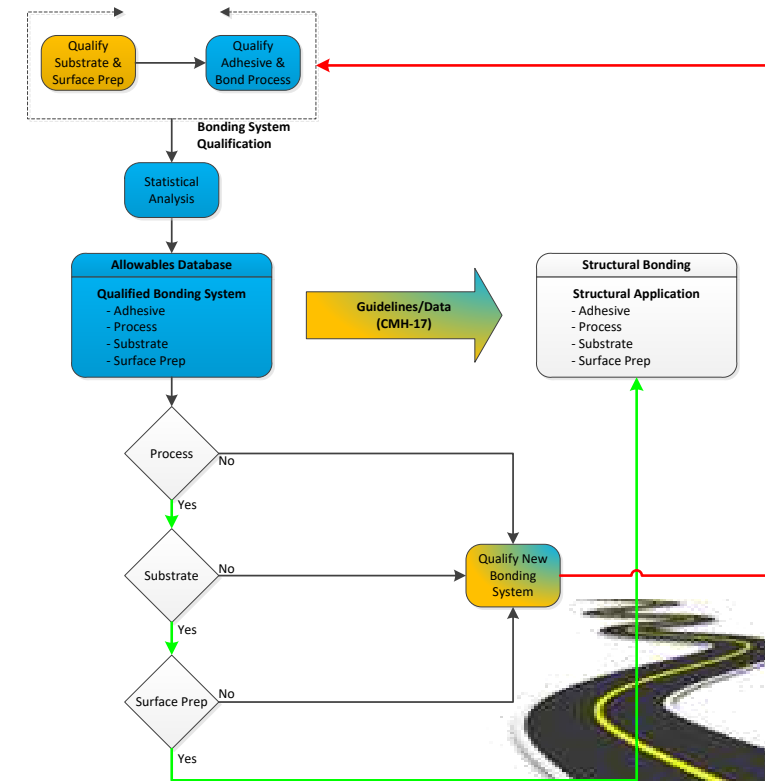 Qualify
Substrate &
Surface Prep
Qualify
Adhesive &
Bond Process
Bonding System
Qualification
Statistical
Analysis
Allowables Database
Qualified Bonding System
- Adhesive
- Process
- Substrate
- Surface Prep
Guidelines/Data
(CMH-17)
Structural Bonding
Structural Application
- Adhesive
- Process
- Substrate
- Surface Prep
Process
No
Yes
Substrate
No
Yes
Qualify New
Bonding
System
Surface Prep
No
Yes